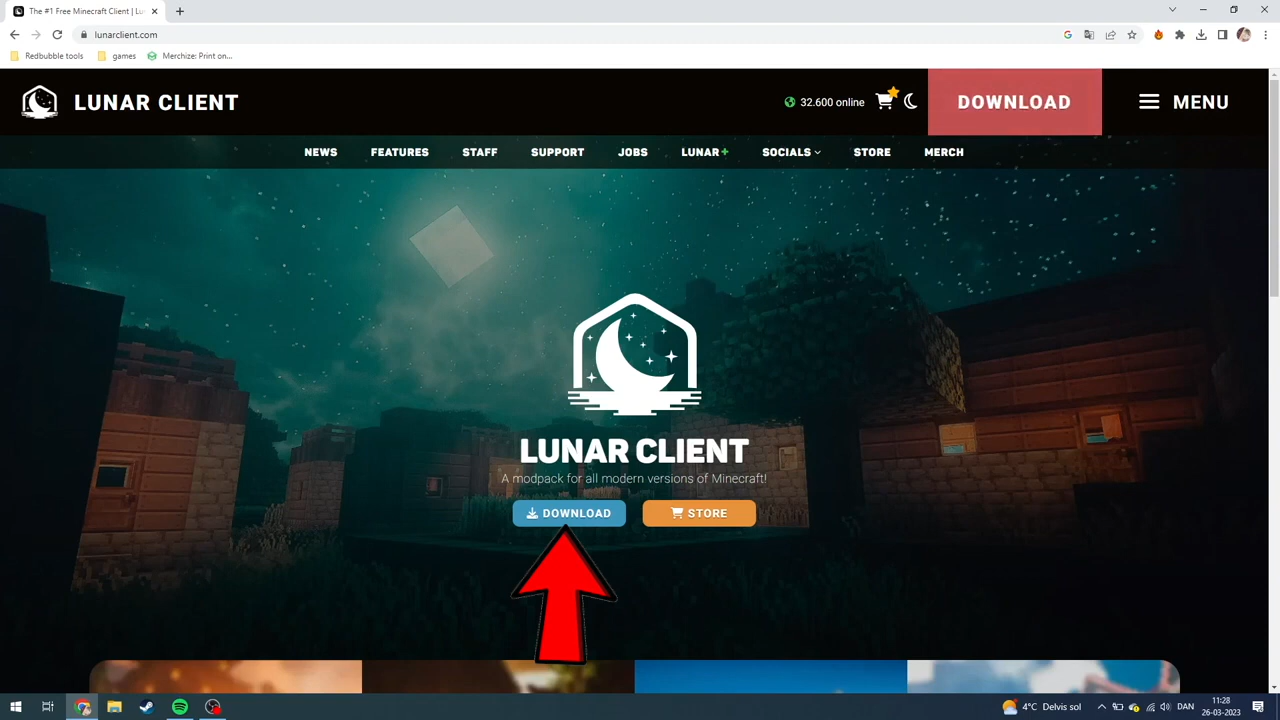 The #1 Free Minecraft Client | Lu
lunarclient.com
Redbubble tools
games
Merchize: Print on...
LUNAR CLIENT
32.600 online
DOWNLOAD
MENU
NEWS
FEATURES
STAFF
SUPPORT
JOBS
LUNAR+
SOCIALS
STORE
MERCH
LUNAR CLIENT
A modpack for all modern versions of Minecraft!
DOWNLOAD
STORE
4°C Delvis sol
DAN
11:28
26-03-2023